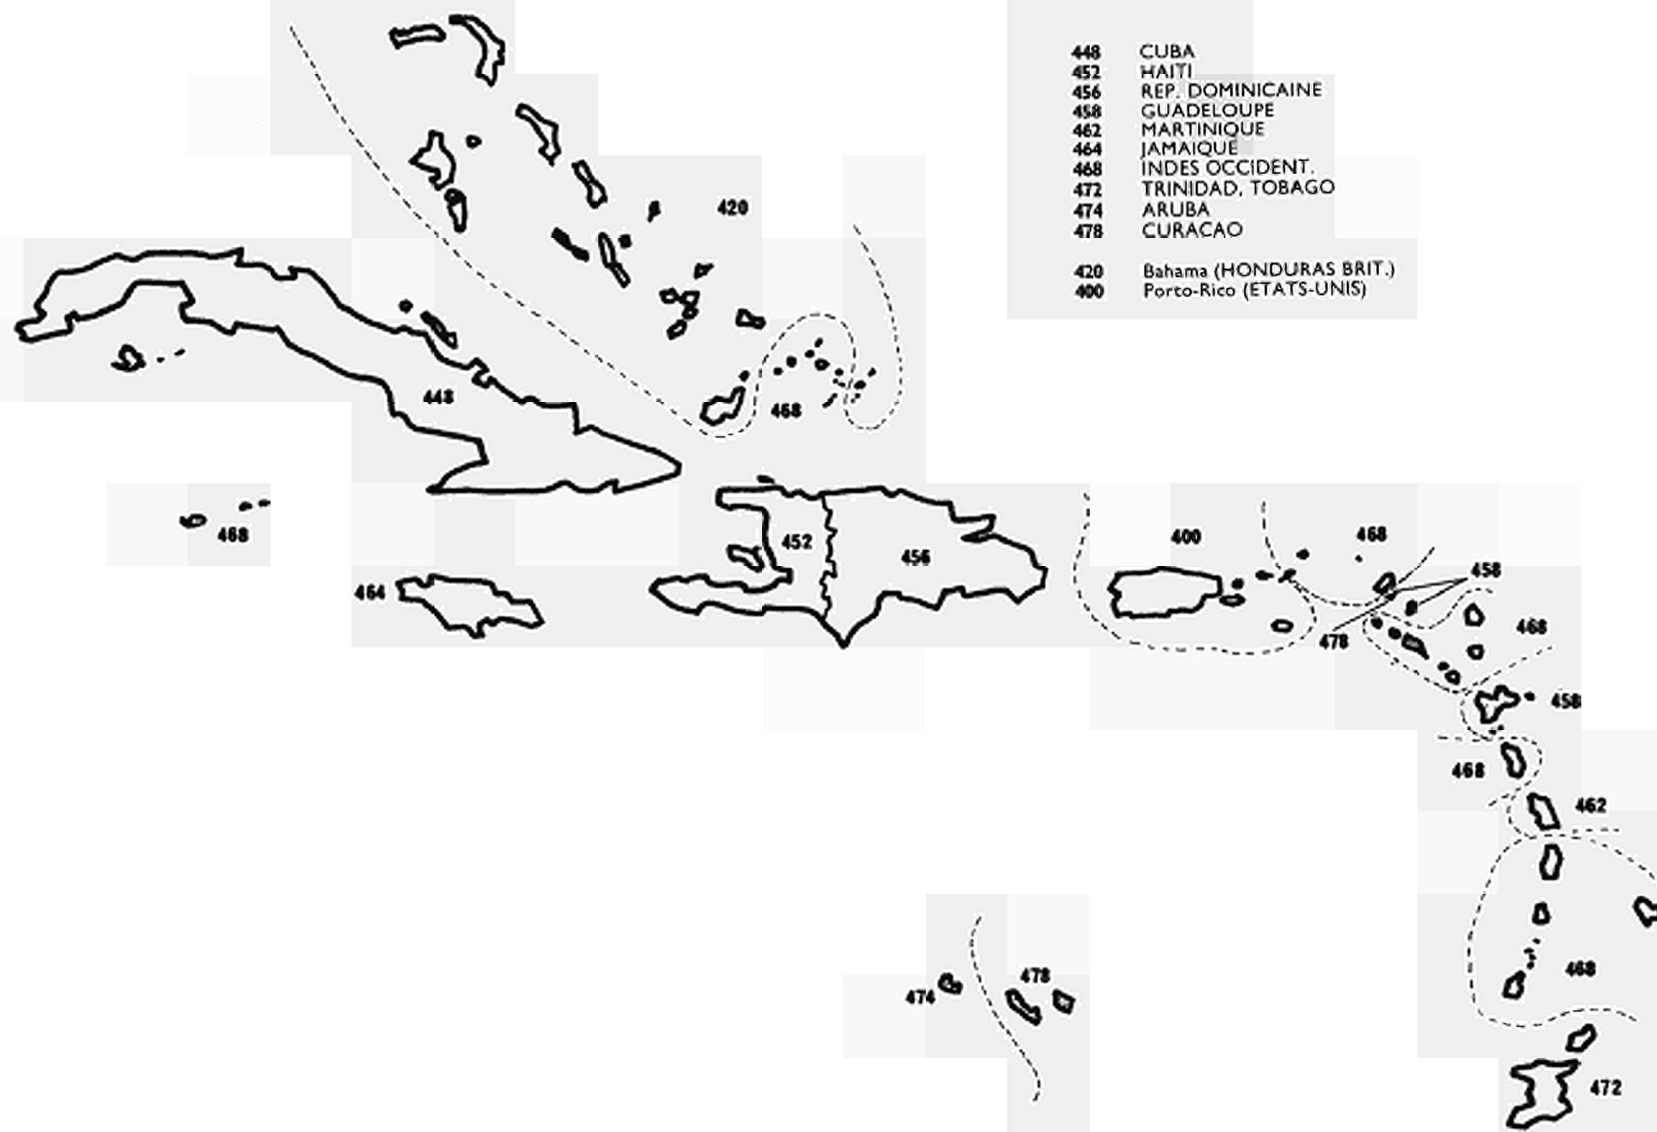 448 CUBA
452 HAITI
456 REP. DOMINICAINE
458 GUADELOUPE
462 MARTINIQUE
464 JAMAIQUE
468 INDES OCCIDENT.
472 TRINIDAD, TOBAGO
474 ARUBA
478 CURACAO
420 Bahama (HONDURAS BRIT.)
400 Porto-Rico (ETATS-UNIS)
420
448
468
468
452
456
400
468
464
458
478
468
458
468
462
468
474
478
472